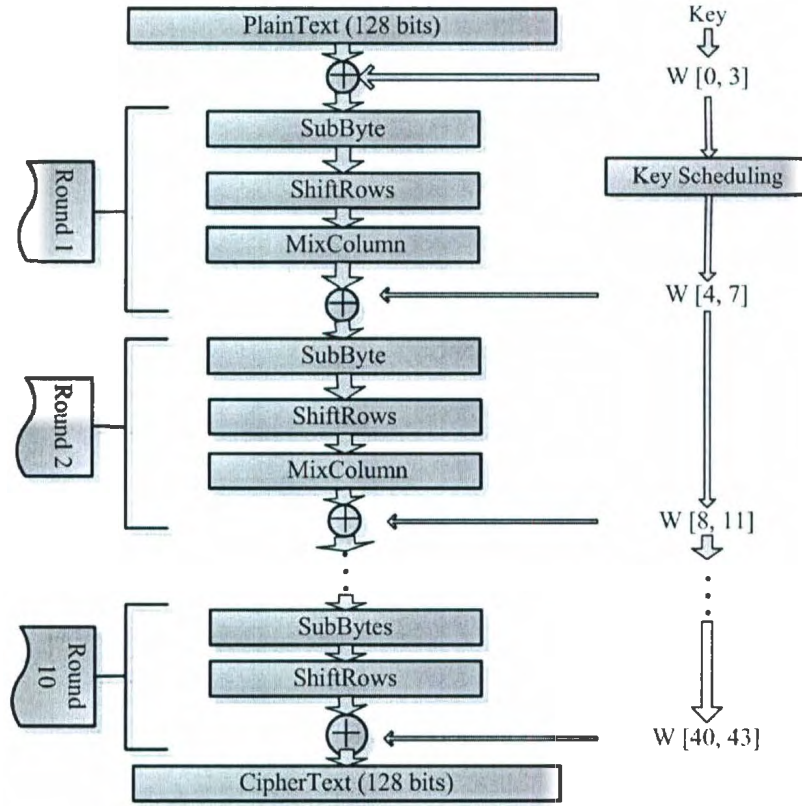 PlainText (128 bits)
Key
W [0, 3]
SubByte
Key Scheduling
ShiftRows
Round 1
MixColumn
W [4, 7]
SubByte
Round 2
ShiftRows
MixColumn
W [8, 11]
SubBytes
Round
10
ShiftRows
W [40, 43]
CipherText (128 bits)